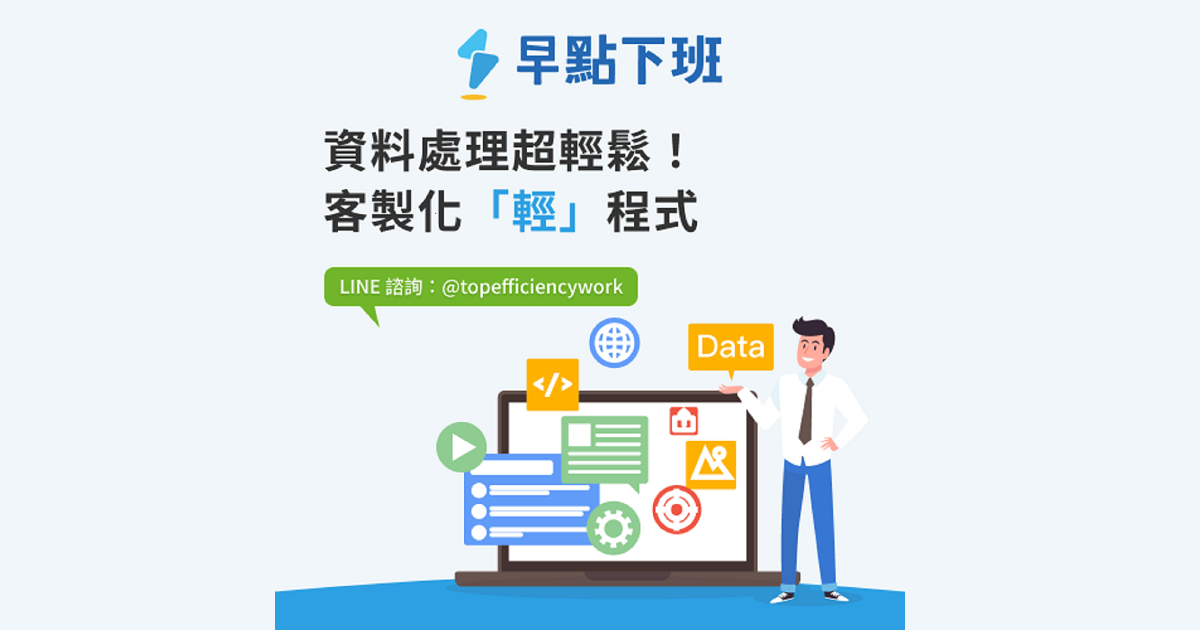 早點下班
資料處理超輕鬆！
客製化「輕」程式
LINE 諮詢：@topefficiencywork
Data
</>